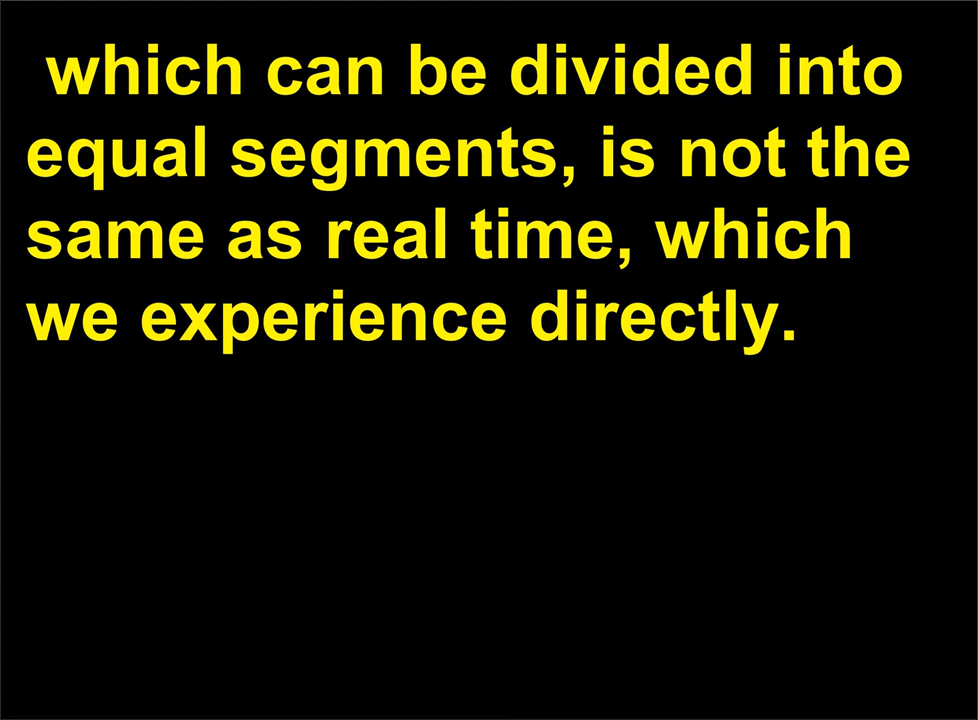 which can be divided into
equal segments, is not the
same as real time, which
we experience directly.